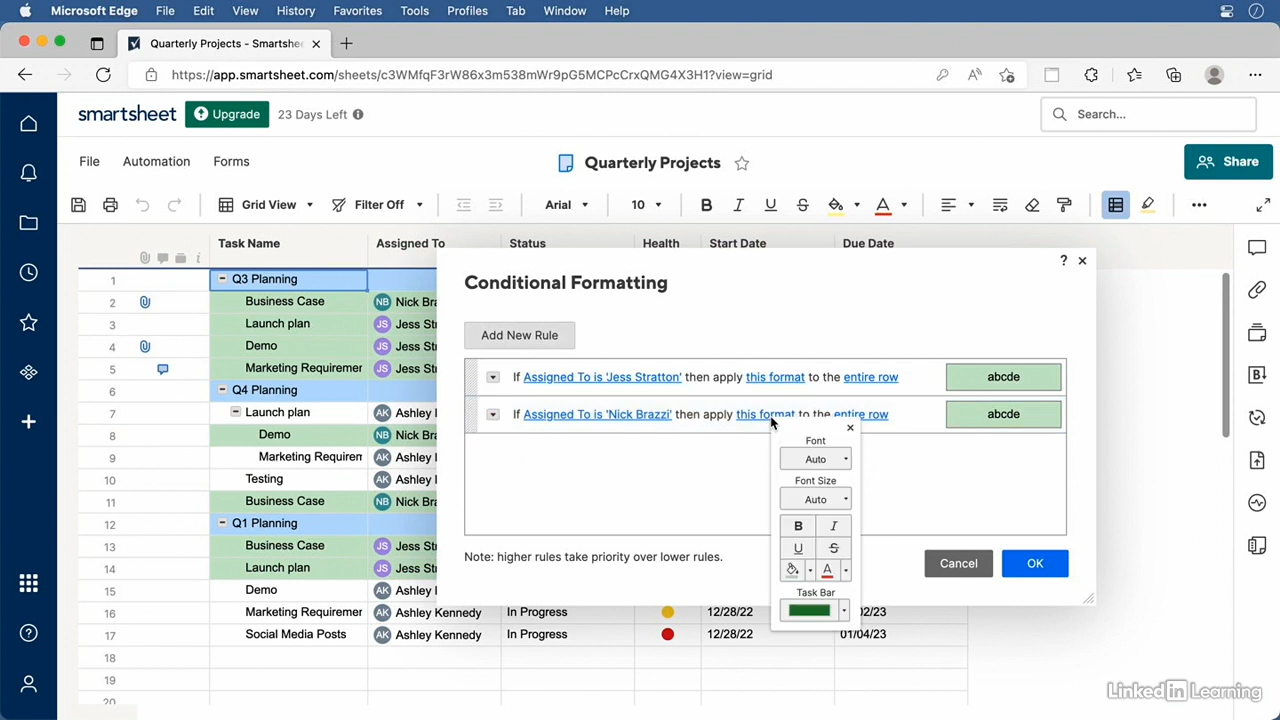 Microsoft Edge File Edit View History Favorites Tools Profiles Tab Window Help
Quarterly Projects - Smartshe
https://app.smartsheet.com/sheets/c3WMfqF3rW86x3m538mWr9pG5MCPcCrxQMG4X3H1?view=grid
smartsheet Upgrade 23 Days Left Search...
File Automation Forms Quarterly Projects Share
Grid View Filter Off Arial 10 B I U S A
Task Name Assigned To Status Health Start Date Due Date
1 Q3 Planning
2 Business Case NB Nick Bra
3 Launch plan JS Jess Str
4 Demo JS Jess Str
5 Marketing Requiremer JS Jess Str
6 Q4 Planning
7 Launch plan AK Ashley
8 Demo NB Nick Bra
9 Marketing Requirem AK Ashley
10 Testing AK Ashley
11 Business Case NB Nick Bra
12 Q1 Planning
13 Business Case JS Jess Str
14 Launch plan JS Jess Str
15 Demo AK Ashley
16 Marketing Requiremer AK Ashley Kennedy In Progress 12/28/22 02/23
17 Social Media Posts AK Ashley Kennedy In Progress 12/28/22 01/04/23
18
19
20
Conditional Formatting
?
Add New Rule
If Assigned To is 'Jess Stratton' then apply this format to the entire row abcde
If Assigned To is 'Nick Brazzi' then apply this format to the entire row abcde
Font
Auto
Font Size
Auto
B I
U S
A
Task Bar
Note: higher rules take priority over lower rules.
Cancel OK
LinkedIn Learning